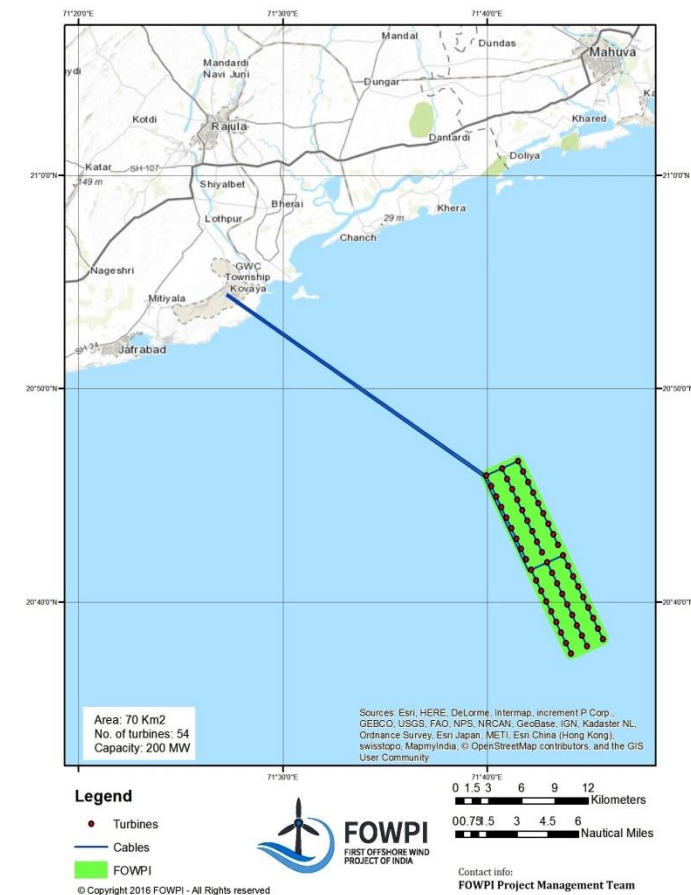 71°20'0"E
71°30'0"E
71°40'0"E
Mandal
Dundas
Mahuva
Mandardi
Navi Juni
Dungar
Kotdi
Khared
Rajula
Dantardi
Doliya
Katar
SH-107
21°0'0"N
21°0'0"N
149 m
Shiyalbet
Bherai
Khera
Lothpur
29 m
Chanch
Nageshri
GWC
Township
Kovaya
Mitiyala
SH-34
Jafrabad
20°50'0"N
20°50'0"N
20°40'0"N
20°40'0"N
Area: 70 Km2
No. of turbines: 54
Capacity: 200 MW
Sources: Esri, HERE, DeLorme, Intermap, increment P Corp.,
GEBCO, USGS, FAO, NPS, NRCAN, GeoBase, IGN, Kadaster NL,
Ordnance Survey, Esri Japan, METI, Esri China (Hong Kong),
swisstopo, MapmyIndia, © OpenStreetMap contributors, and the GIS
User Community
71°30'0"E
71°40'0"E
Legend
Turbines
Cables
FOWPI
© Copyright 2016 FOWPI - All Rights reserved
FOWPI
FIRST OFFSHORE WIND
PROJECT OF INDIA
0 1.5 3 6 9 12
Kilometers
0 0.75 1.5 3 4.5 6
Nautical Miles
Contact info:
FOWPI Project Management Team